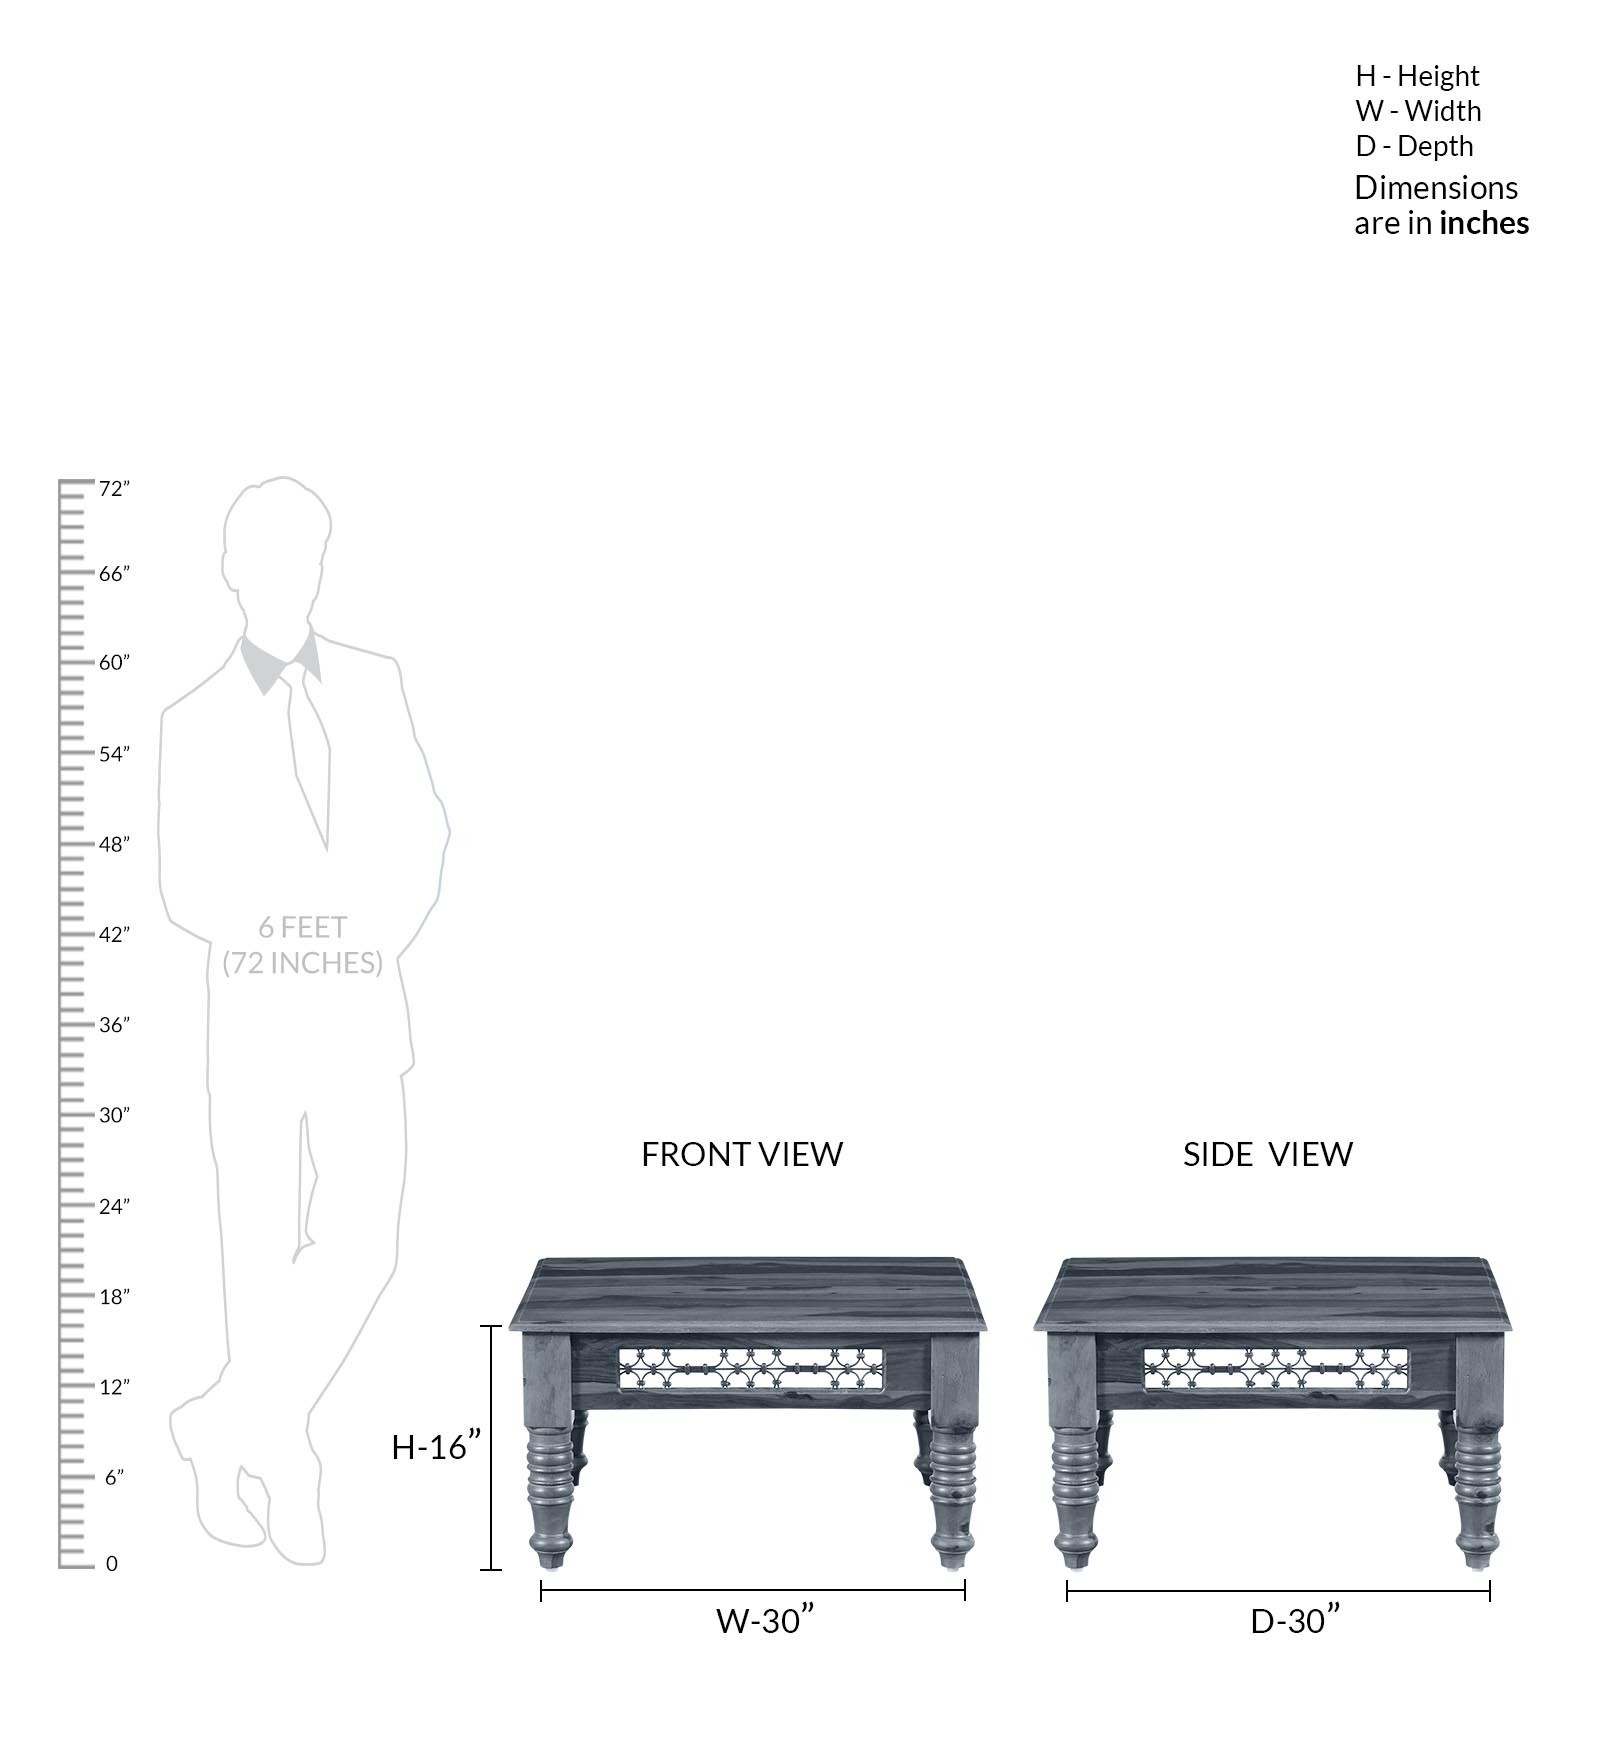 H - Height
W - Width
D - Depth
Dimensions
are in inches
72”
66”
60”
54”
48”
42”
36”
30”
24”
18”
12”
6”
0
6 FEET
(72 INCHES)
FRONT VIEW
SIDE VIEW
H-16”
W-30”
D-30”